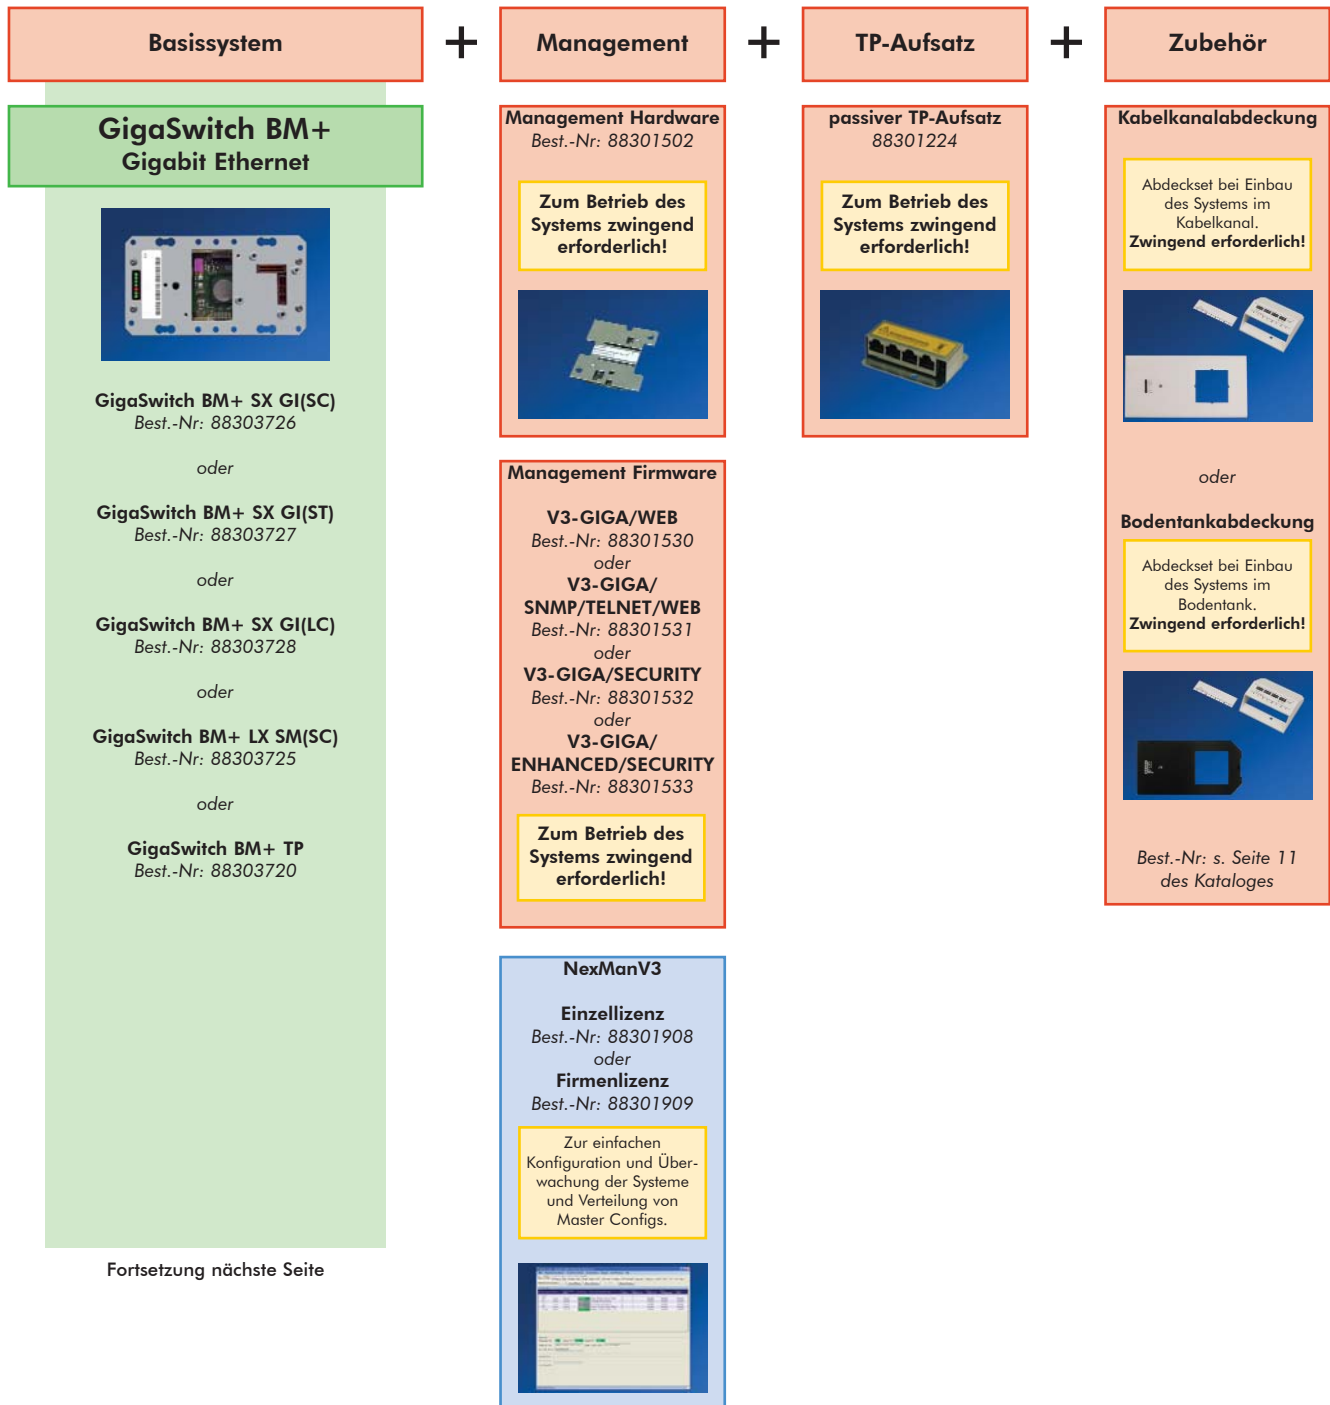 Basissystem
+
Management
+
TP-Aufsatz
+
Zubehör
GigaSwitch BM+
Gigabit Ethernet
GigaSwitch BM+ SX GI(SC)
Best.-Nr: 88303726
oder
GigaSwitch BM+ SX GI(ST)
Best.-Nr: 88303727
oder
GigaSwitch BM+ SX GI(LC)
Best.-Nr: 88303728
oder
GigaSwitch BM+ LX SM(SC)
Best.-Nr: 88303725
oder
GigaSwitch BM+ TP
Best.-Nr: 88303720
Fortsetzung nächste Seite
Management Hardware
Best.-Nr: 88301502
Zum Betrieb des
Systems zwingend
erforderlich!
Management Firmware
V3-GIGA/WEB
Best.-Nr: 88301530
oder
V3-GIGA/
SNMP/TELNET/WEB
Best.-Nr: 88301531
oder
V3-GIGA/SECURITY
Best.-Nr: 88301532
oder
V3-GIGA/
ENHANCED/SECURITY
Best.-Nr: 88301533
Zum Betrieb des
Systems zwingend
erforderlich!
NexManV3
Einzellizenz
Best.-Nr: 88301908
oder
Firmenlizenz
Best.-Nr: 88301909
Zur einfachen
Konfiguration und Über-
wachung der Systeme
und Verteilung von
Master Configs.
passiver TP-Aufsatz
88301224
Zum Betrieb des
Systems zwingend
erforderlich!
Kabelkanalabdeckung
Abdeckset bei Einbau
des Systems im
Kabelkanal.
Zwingend erforderlich!
oder
Bodentankabdeckung
Abdeckset bei Einbau
des Systems im
Bodentank.
Zwingend erforderlich!
Best.-Nr: s. Seite 11
des Kataloges